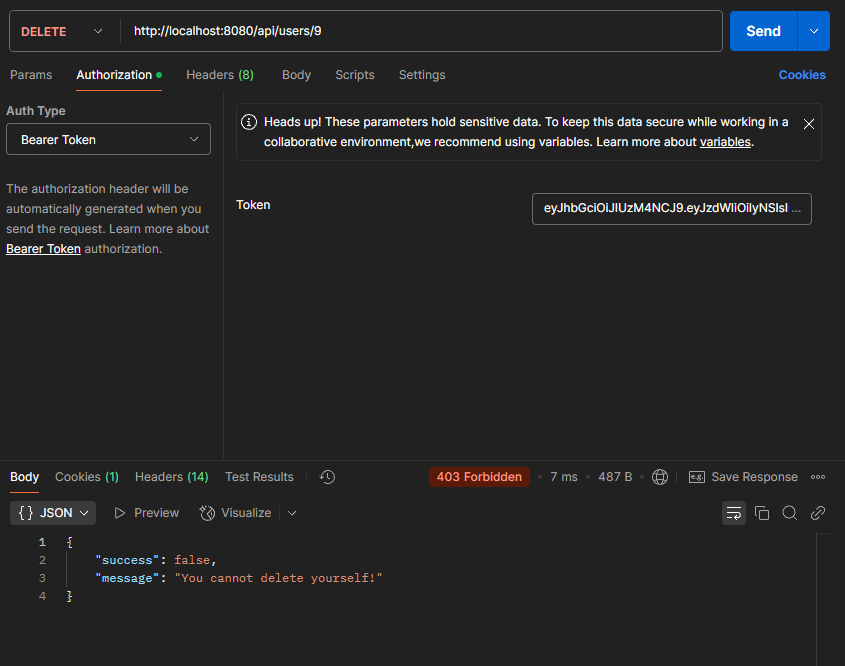 DELETE http://localhost:8080/api/users/9 Send
Params Authorization Headers (8) Body Scripts Settings Cookies
Auth Type
Bearer Token
The authorization header will be
automatically generated when you
send the request. Learn more about
Bearer Token authorization.
Heads up! These parameters hold sensitive data. To keep this data secure while working in a
collaborative environment,we recommend using variables. Learn more about variables.
Token
Body Cookies (1) Headers (14) Test Results 403 Forbidden 7 ms 487 B e.g. Save Response
{} JSON Preview Visualize
1 {
2 "success": false,
3 "message": "You cannot delete yourself!"
4 }